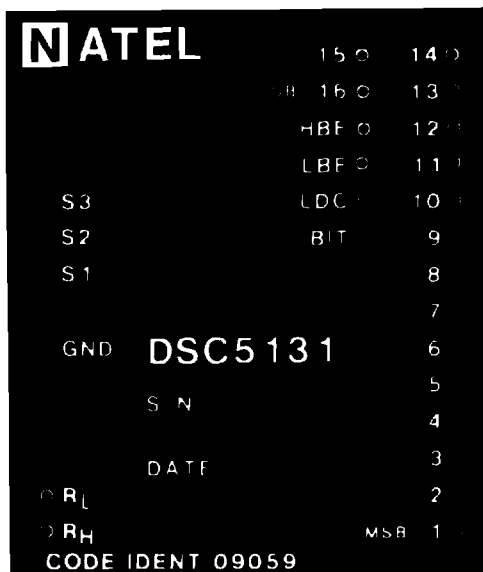 NATEL 15 14
16 13
HBE 12
LBE 11
S3 LDC 10
S2 BIT 9
S1 8
7
GND DSC5131 6
5
S N 4
DATE 3
RL 2
RH MSB 1
CODE IDENT 09059